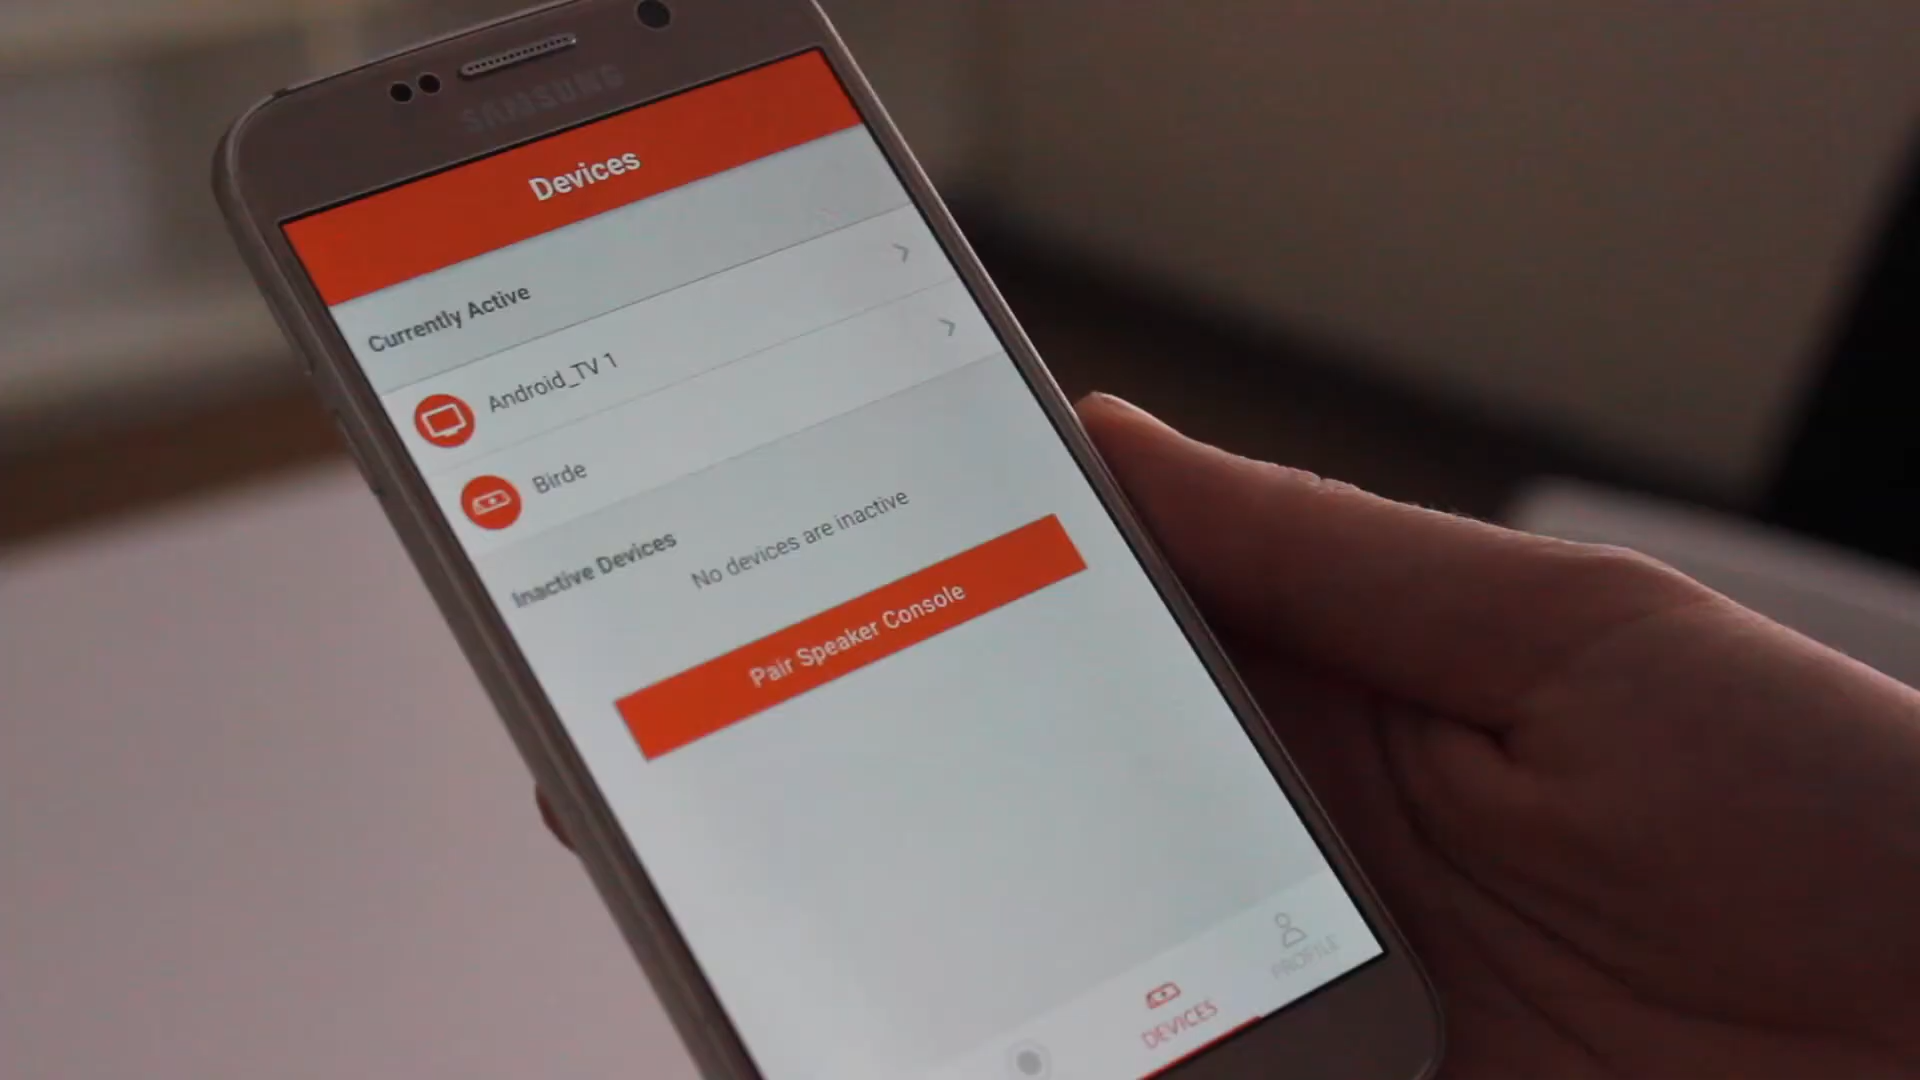 SAMSUNG
Devices
Currently Active
Android_TV 1
Birde
Inactive Devices
No devices are inactive
Pair Speaker Console
DEVICES
PROFILE